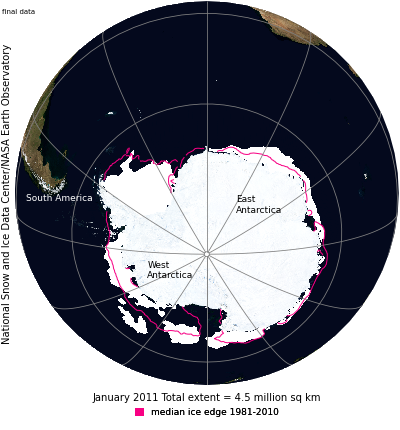 final data
National Snow and Ice Data Center/NASA Earth Observatory
South America
East
Antarctica
West
Antarctica
January 2011 Total extent = 4.5 million sq km
median ice edge 1981-2010